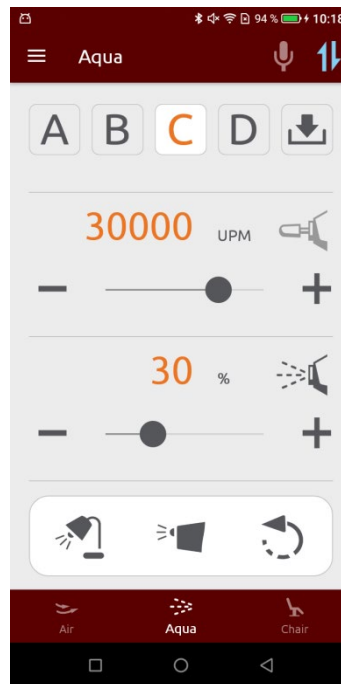 94 % 10:18
Aqua
A B C D
30000 UPM
30 %
Air Aqua Chair